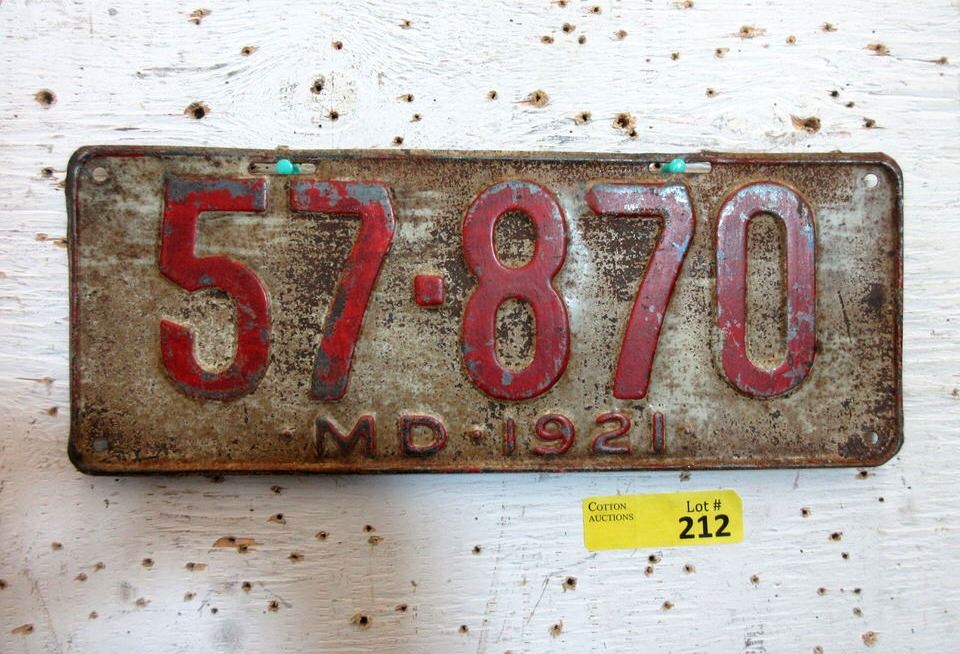 57·870
MD·1921
COTTON AUCTIONS
Lot # 212